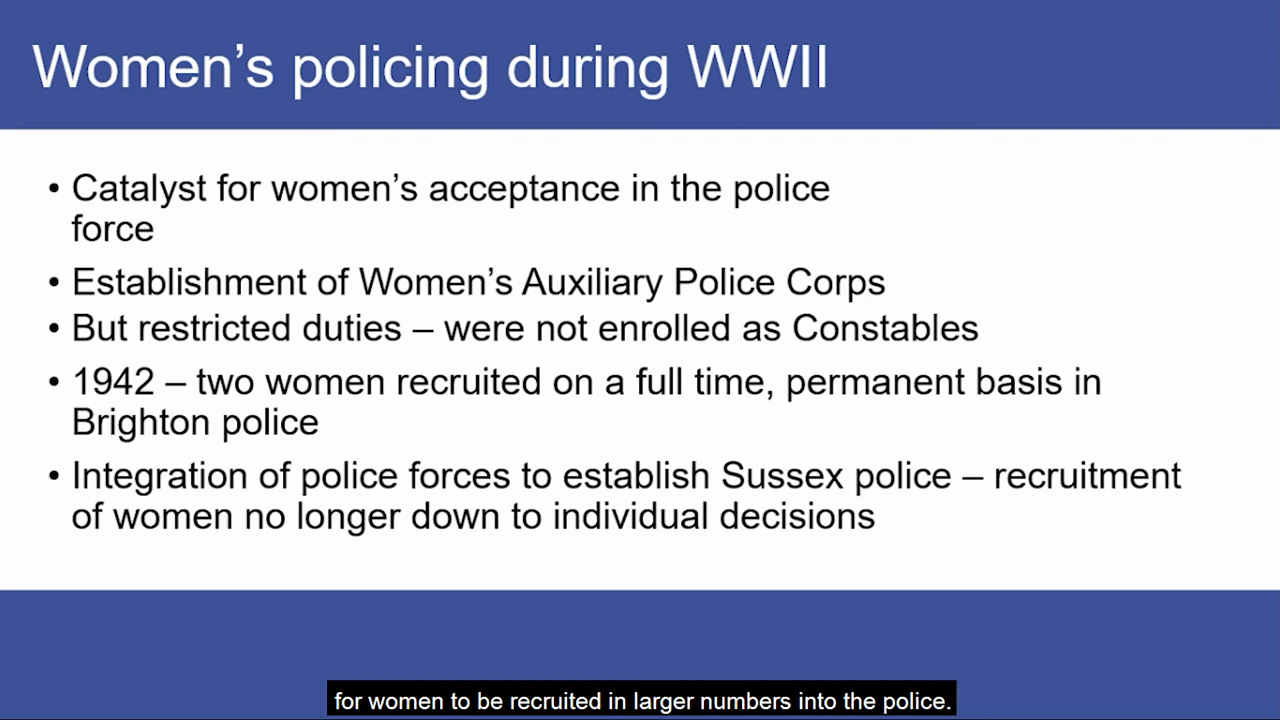 Women’s policing during WWII
• Catalyst for women’s acceptance in the police
force
• Establishment of Women’s Auxiliary Police Corps
• But restricted duties – were not enrolled as Constables
• 1942 – two women recruited on a full time, permanent basis in
Brighton police
• Integration of police forces to establish Sussex police – recruitment
of women no longer down to individual decisions
for women to be recruited in larger numbers into the police.